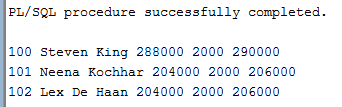 PL/SQL procedure successfully completed.
100 Steven King 288000 2000 290000
101 Neena Kochhar 204000 2000 206000
102 Lex De Haan 204000 2000 206000